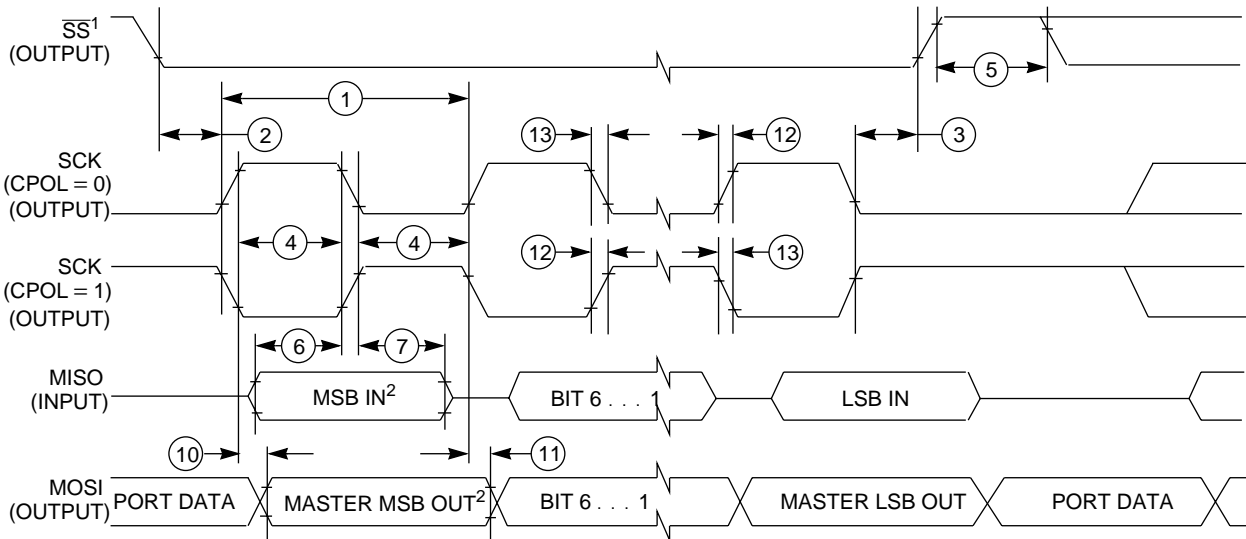 SS¹
(OUTPUT)
5
1
2
13
12
3
SCK
(CPOL = 0)
(OUTPUT)
4
4
SCK
(CPOL = 1)
(OUTPUT)
12
13
6
7
MISO
(INPUT)
MSB IN²
BIT 6 . . . 1
LSB IN
10
11
MOSI
(OUTPUT)
PORT DATA
MASTER MSB OUT²
BIT 6 . . . 1
MASTER LSB OUT
PORT DATA